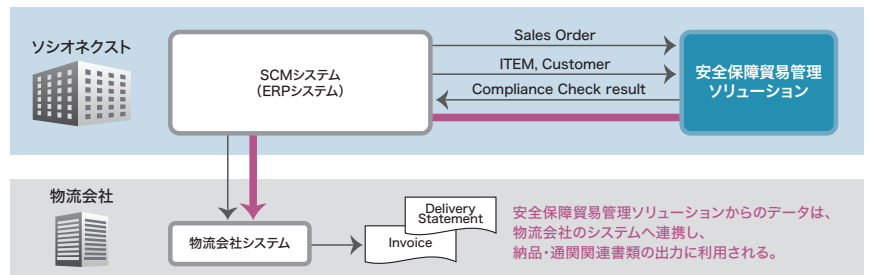 ソシオネクスト
SCMシステム
（ERPシステム）
Sales Order
ITEM, Customer
Compliance Check result
安全保障貿易管理
ソリューション
物流会社
物流会社システム
Delivery
Statement
Invoice
安全保障貿易管理ソリューションからのデータは、
物流会社のシステムへ連携し、
納品・通関関連書類の出力に利用される。